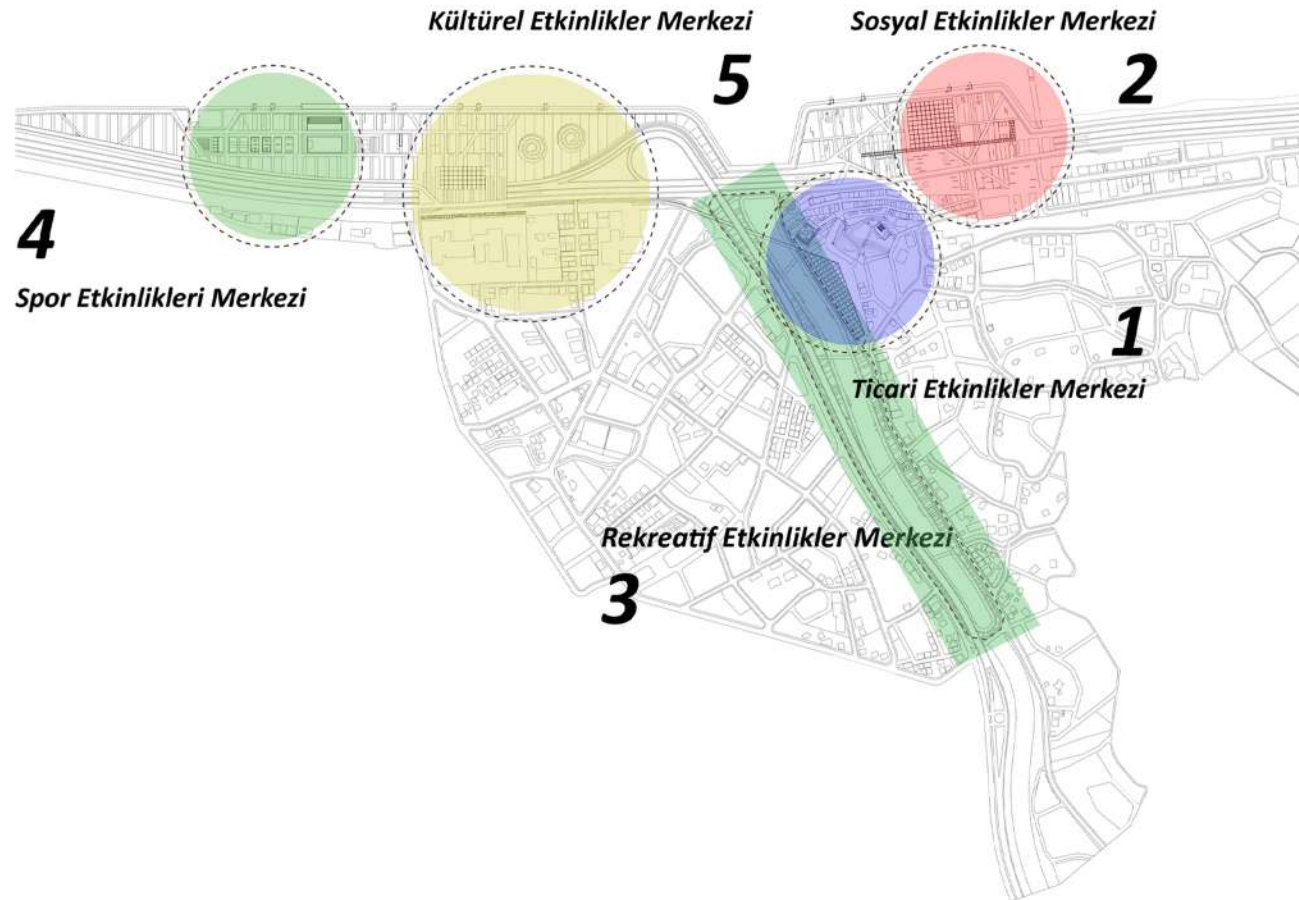 Kültürel Etkinlikler Merkezi
5
Sosyal Etkinlikler Merkezi
2
4
Spor Etkinlikleri Merkezi
1
Ticari Etkinlikler Merkezi
Rekreatif Etkinlikler Merkezi
3